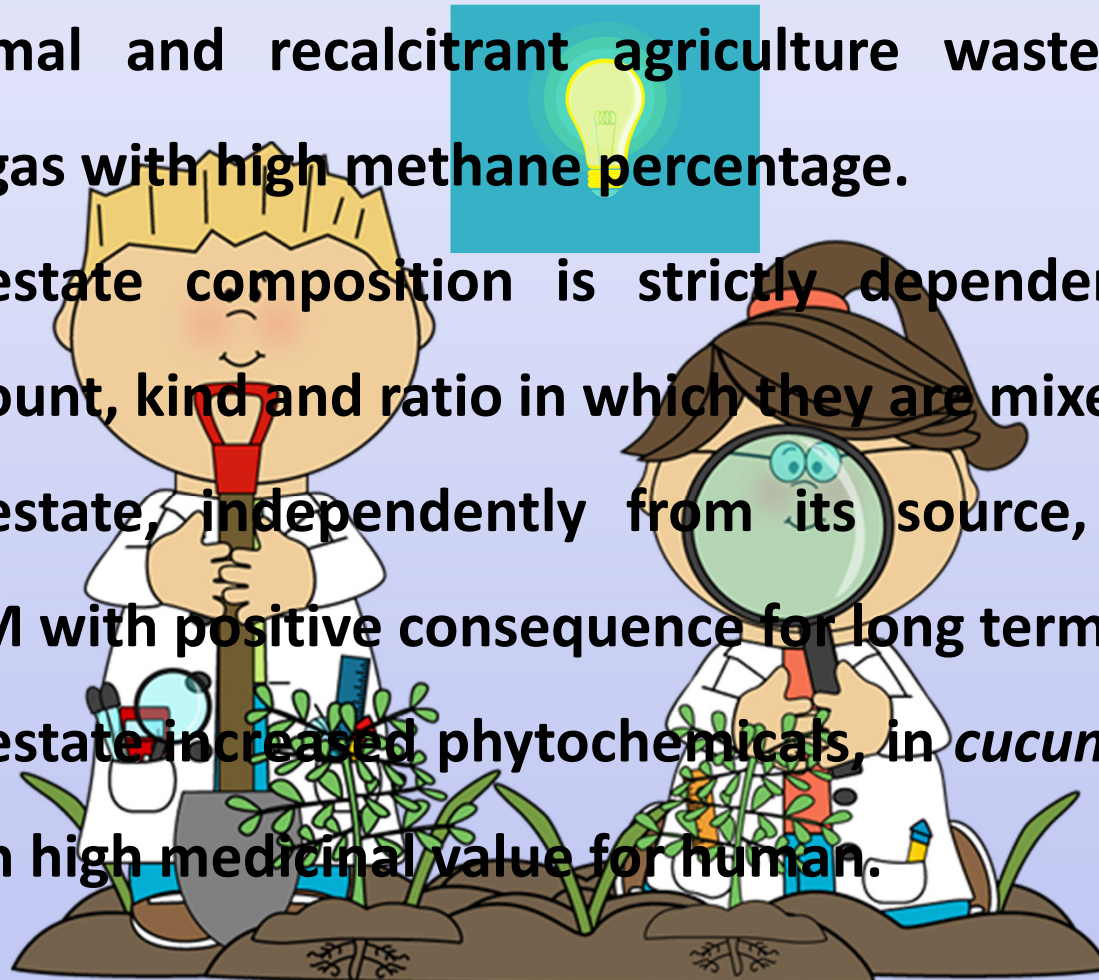 mal and recalcitrant agriculture waste
gas with high methane percentage.
estate composition is strictly depender
ount, kind and ratio in which they are mixe
estate, independently from its source,
M with positive consequence for long term
estate increased phytochemicals, in cucun
n high medicinal value for human.